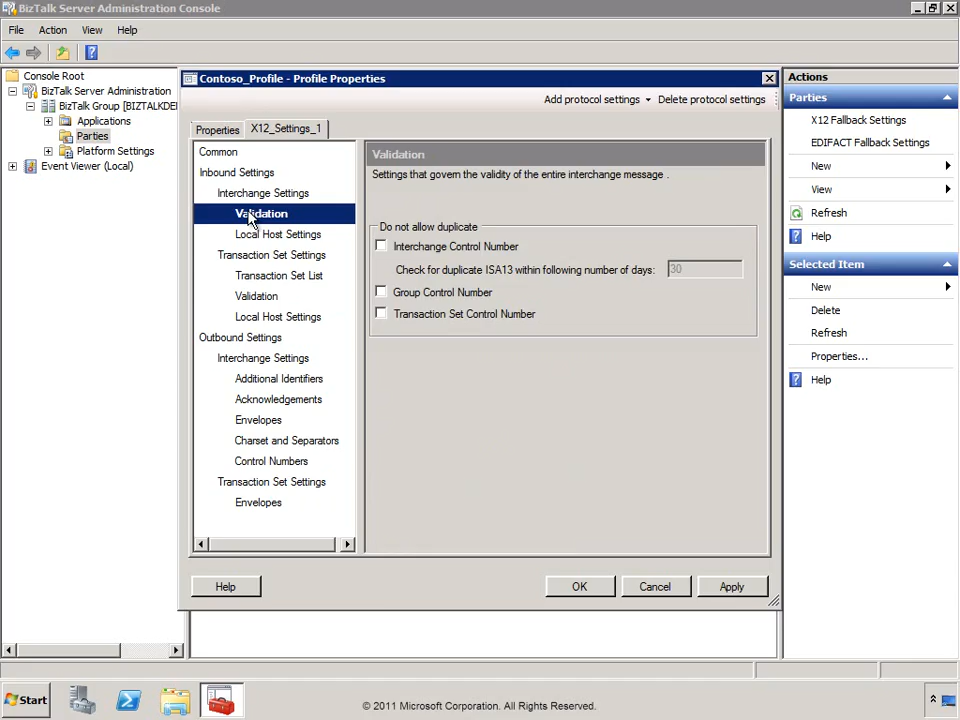 BizTalk Server Administration Console
File Action View Help
Console Root
BizTalk Server Administration
BizTalk Group [BIZTALKDE
Applications
Parties
Platform Settings
Event Viewer (Local)
Contoso_Profile - Profile Properties
Add protocol settings Delete protocol settings
Properties X12_Settings_1
Common
Inbound Settings
Interchange Settings
Validation
Local Host Settings
Transaction Set Settings
Transaction Set List
Validation
Local Host Settings
Outbound Settings
Interchange Settings
Additional Identifiers
Acknowledgements
Envelopes
Charset and Separators
Control Numbers
Transaction Set Settings
Envelopes
Validation
Settings that govern the validity of the entire interchange message .
Do not allow duplicate
Interchange Control Number
Check for duplicate ISA13 within following number of days: 30
Group Control Number
Transaction Set Control Number
Help OK Cancel Apply
Actions
Parties
X12 Fallback Settings
EDIFACT Fallback Settings
New
View
Refresh
Help
Selected Item
New
Delete
Refresh
Properties...
Help
Start
© 2011 Microsoft Corporation. All Rights Reserved.